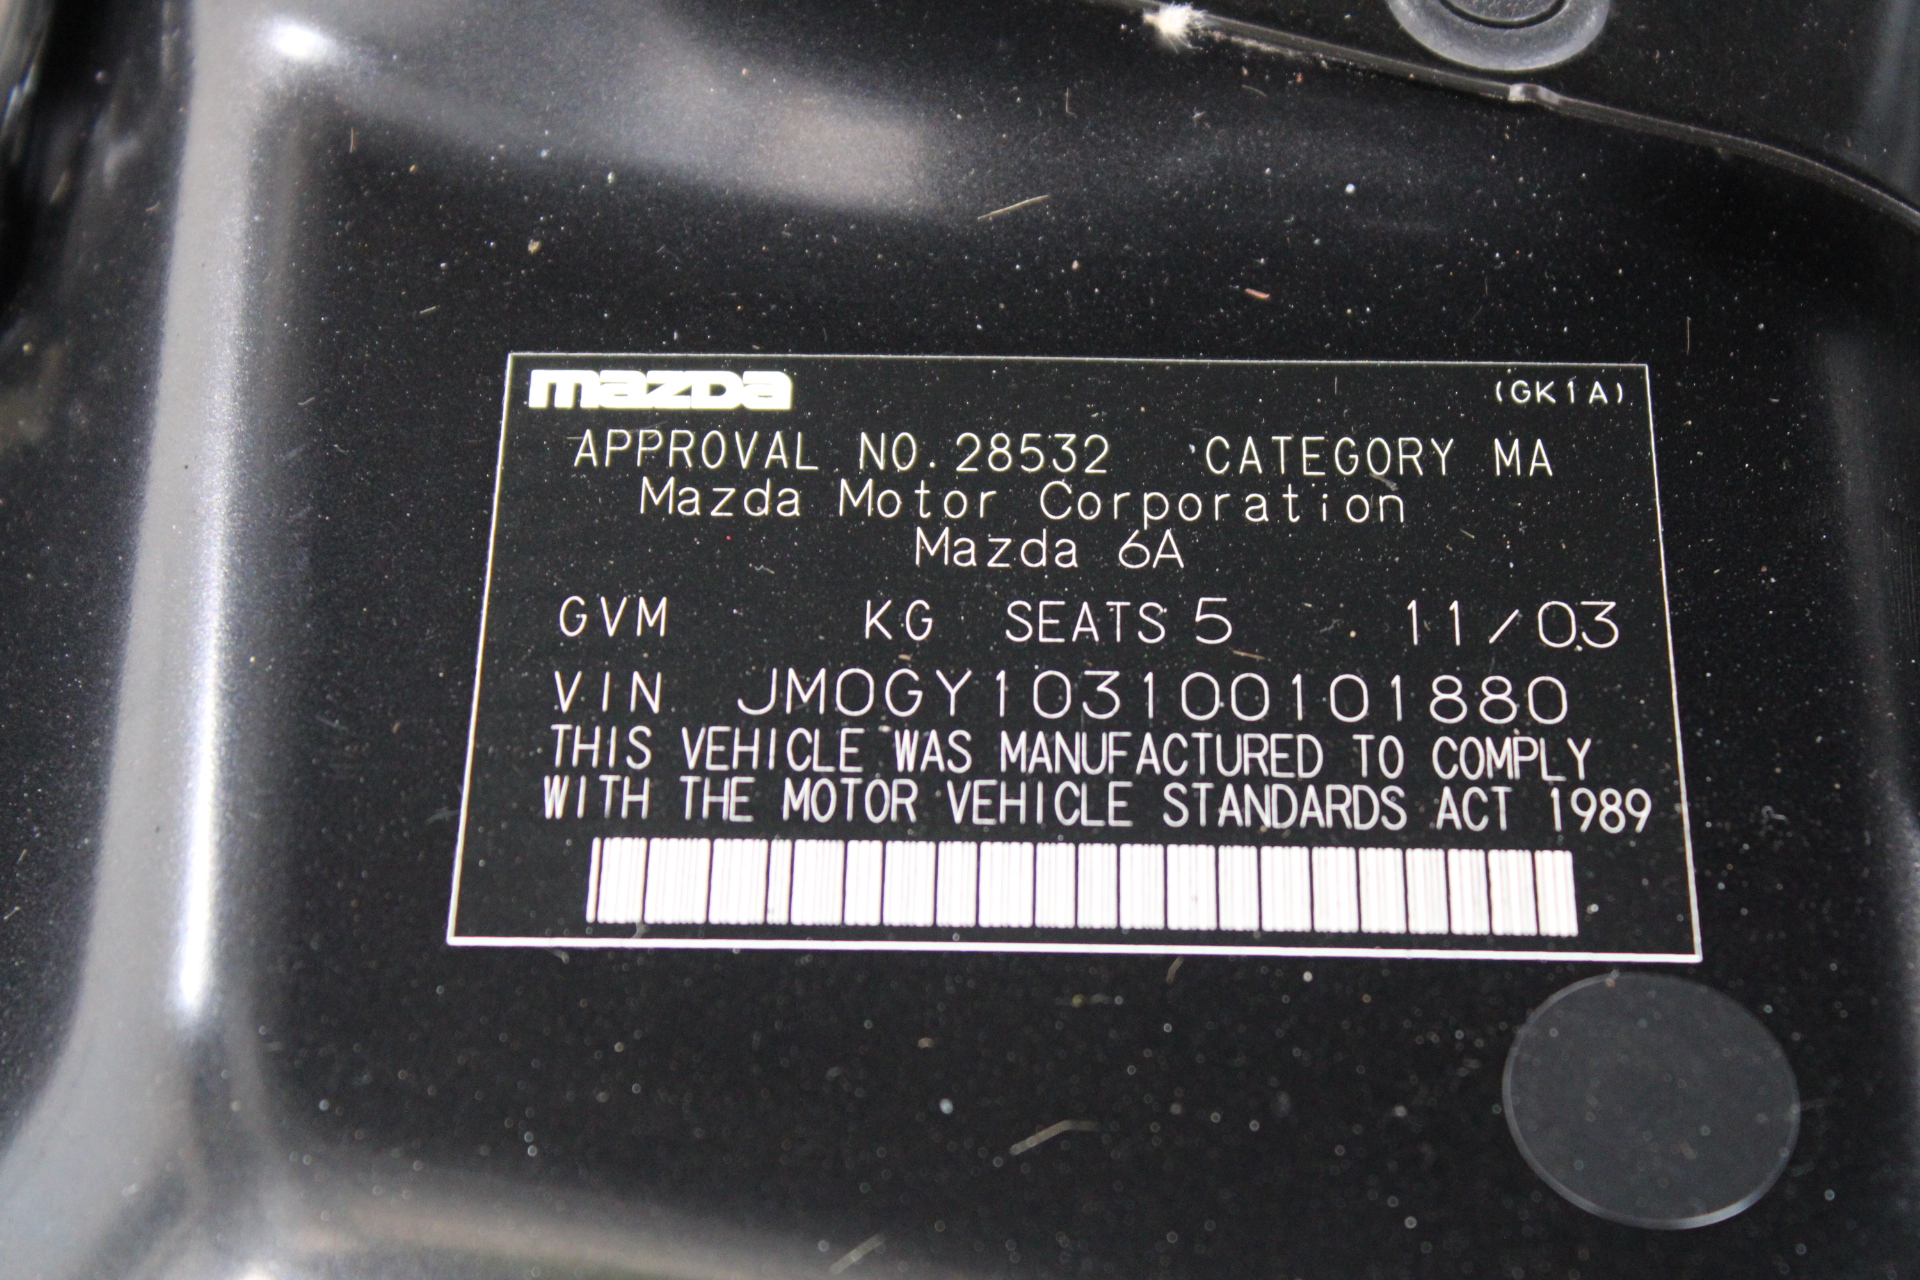 mazda (GK1A)
APPROVAL NO.28532 CATEGORY MA
Mazda Motor Corporation
Mazda 6A
GVM KG SEATS 5 11/03
VIN JM0GY103100101880
THIS VEHICLE WAS MANUFACTURED TO COMPLY
WITH THE MOTOR VEHICLE STANDARDS ACT 1989